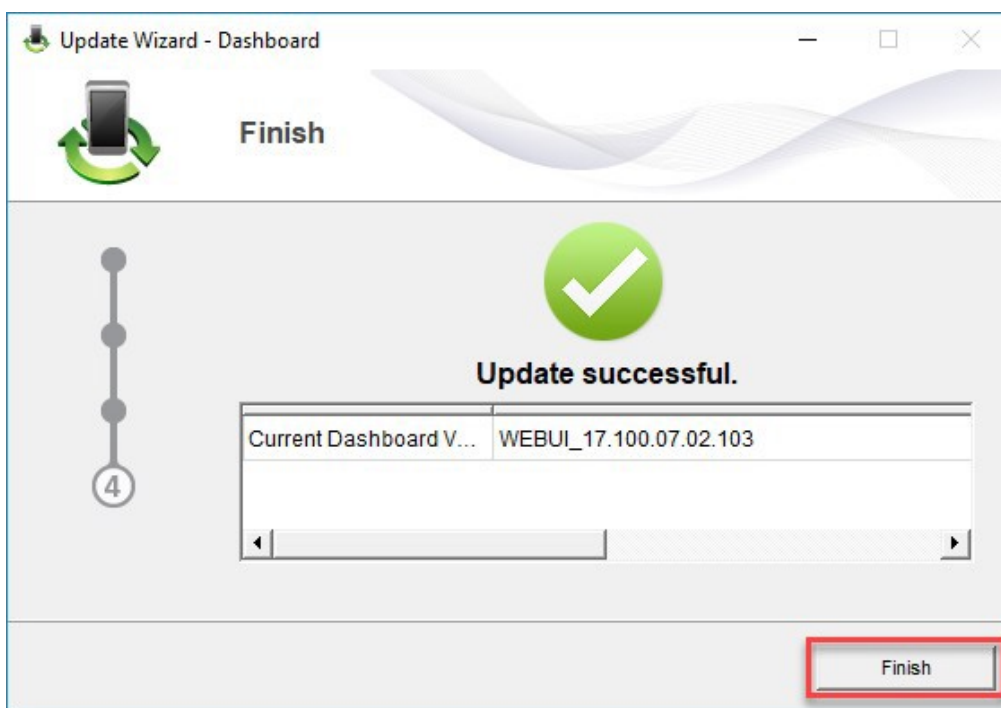 Update Wizard - Dashboard
Finish
Update successful.
Current Dashboard V... WEBUI_17.100.07.02.103
4
Finish